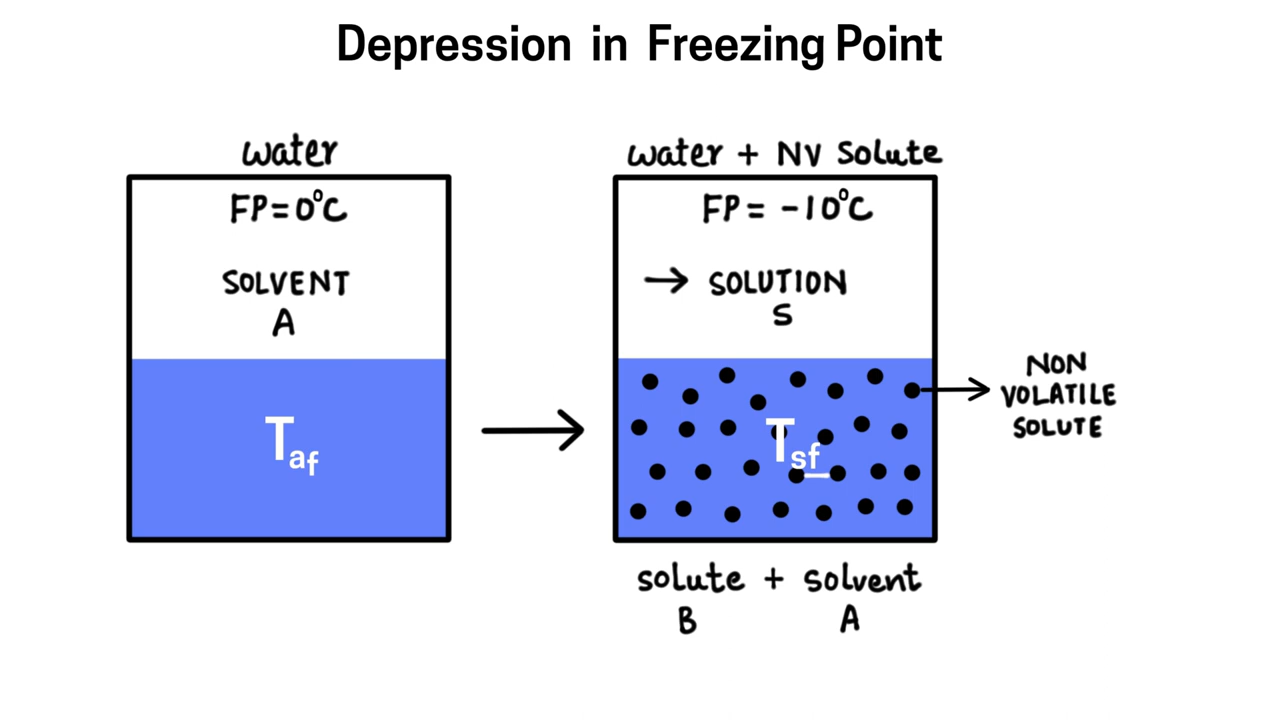 Depression in Freezing Point
water
FP=0°C
SOLVENT
A
Taf
water + NV Solute
FP= -10°C
→ SOLUTION
S
Tsf
NON
VOLATILE
SOLUTE
solute + solvent
B A